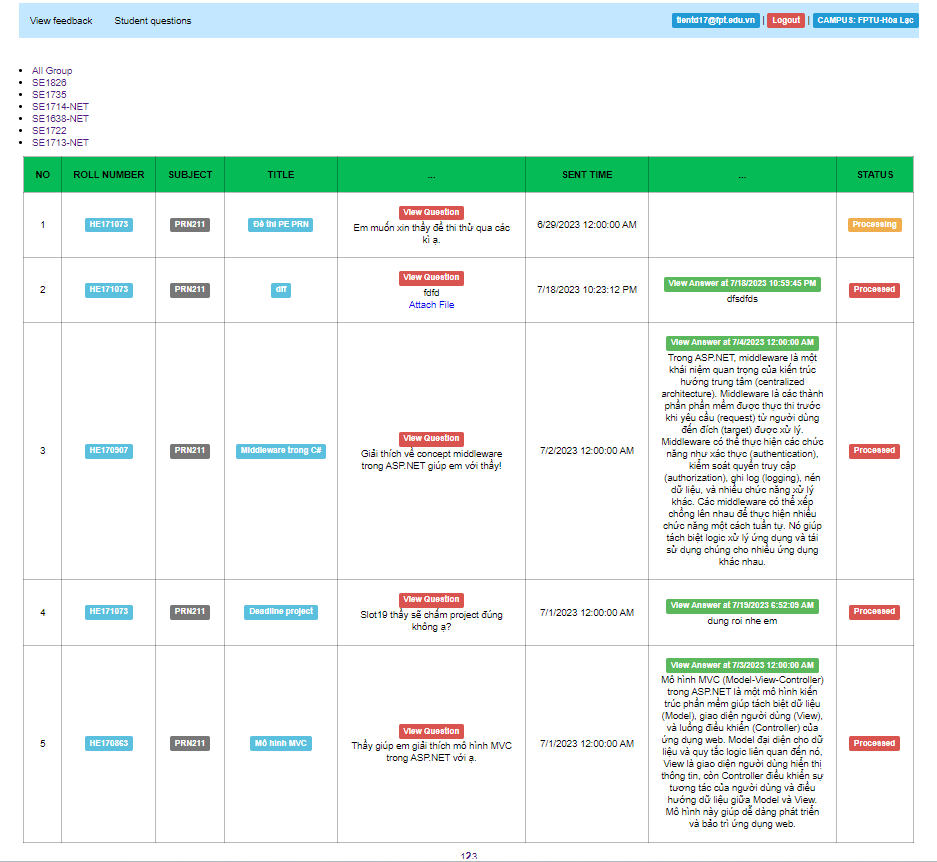 View feedback Student questions tientd17@fpt.edu.vn | Logout | CAMPUS: FPTU-Hòa Lạc
All Group
SE1826
SE1735
SE1714-NET
SE1638-NET
SE1722
SE1713-NET
NO ROLL NUMBER SUBJECT TITLE ... SENT TIME ... STATUS
1 HE171073 PRN211 Đề thi PE PRN
View Question
Em muốn xin thầy đề thi thử qua các
kì ạ.
6/29/2023 12:00:00 AM
Processing
2 HE171073 PRN211 dff
View Question
fdfd
Attach File
7/18/2023 10:23:12 PM
View Answer at 7/18/2023 10:59:45 PM
dfsdfds
Processed
3 HE170907 PRN211 Middleware trong C#
View Question
Giải thích về concept middleware
trong ASP.NET giúp em với thầy!
7/2/2023 12:00:00 AM
View Answer at 7/4/2023 12:00:00 AM
Trong ASP.NET, middleware là một
khái niệm quan trọng của kiến trúc
hướng trung tâm (centralized
architecture). Middleware là các thành
phần phần mềm được thực thi trước
khi yêu cầu (request) từ người dùng
đến đích (target) được xử lý.
Middleware có thể thực hiện các chức
năng như xác thực (authentication),
kiểm soát quyền truy cập
(authorization), ghi log (logging), nén
dữ liệu, và nhiều chức năng xử lý
khác. Các middleware có thể xếp
chồng lên nhau để thực hiện nhiều
chức năng một cách tuần tự. Nó giúp
tách biệt logic xử lý ứng dụng và tái
sử dụng chúng cho nhiều ứng dụng
khác nhau.
Processed
4 HE171073 PRN211 Deadline project
View Question
Slot19 thầy sẽ chấm project đúng
không ạ?
7/1/2023 12:00:00 AM
View Answer at 7/19/2023 6:52:09 AM
dung roi nhe em
Processed
5 HE170863 PRN211 Mô hình MVC
View Question
Thầy giúp em giải thích mô hình MVC
trong ASP.NET với ạ.
7/1/2023 12:00:00 AM
View Answer at 7/3/2023 12:00:00 AM
Mô hình MVC (Model-View-Controller)
trong ASP.NET là một mô hình kiến
trúc phần mềm giúp tách biệt dữ liệu
(Model), giao diện người dùng (View),
và luồng điều khiển (Controller) của
ứng dụng web. Model đại diện cho dữ
liệu và quy tắc logic liên quan đến nó,
View là giao diện người dùng hiển thị
thông tin, còn Controller điều khiển sự
tương tác của người dùng và điều
hướng dữ liệu giữa Model và View.
Mô hình này giúp dễ dàng phát triển
và bảo trì ứng dụng web.
Processed
123